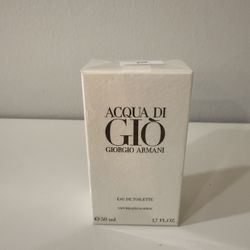 ACQUA DI
GIÒ
GIORGIO ARMANI
EAU DE TOILETTE
℮ 50 ml 1,7 FL.OZ.